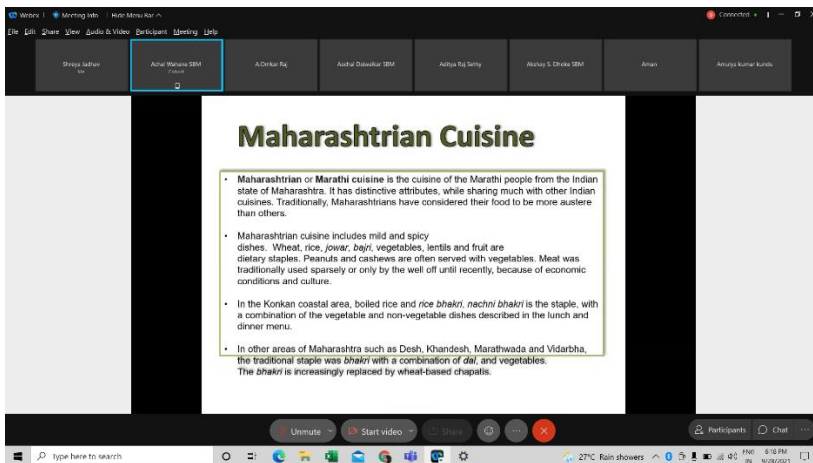 Webex
Meeting Info
Hide Menu Bar
Connected
File Edit Share View Audio & Video Participant Meeting Help
Shreya Jadhav
Me
Achal Wahane SBM
A.Omkar Raj
Aachal Daiwalkar SBM
Aditya Raj Sethy
Akshay S. Dhoke SBM
Aman
Amulya kumar kundu
Maharashtrian Cuisine
• Maharashtrian or Marathi cuisine is the cuisine of the Marathi people from the Indian
state of Maharashtra. It has distinctive attributes, while sharing much with other Indian
cuisines. Traditionally, Maharashtrians have considered their food to be more austere
than others.
• Maharashtrian cuisine includes mild and spicy
dishes. Wheat, rice, jowar, bajri, vegetables, lentils and fruit are
dietary staples. Peanuts and cashews are often served with vegetables. Meat was
traditionally used sparsely or only by the well off until recently, because of economic
conditions and culture.
• In the Konkan coastal area, boiled rice and rice bhakri, nachni bhakri is the staple, with
a combination of the vegetable and non-vegetable dishes described in the lunch and
dinner menu.
• In other areas of Maharashtra such as Desh, Khandesh, Marathwada and Vidarbha,
the traditional staple was bhakri with a combination of dal, and vegetables.
The bhakri is increasingly replaced by wheat-based chapatis.
Unmute
Start video
Share
Participants
Chat
Type here to search
27°C Rain showers
ENG
IN
6:18 PM
9/28/2021